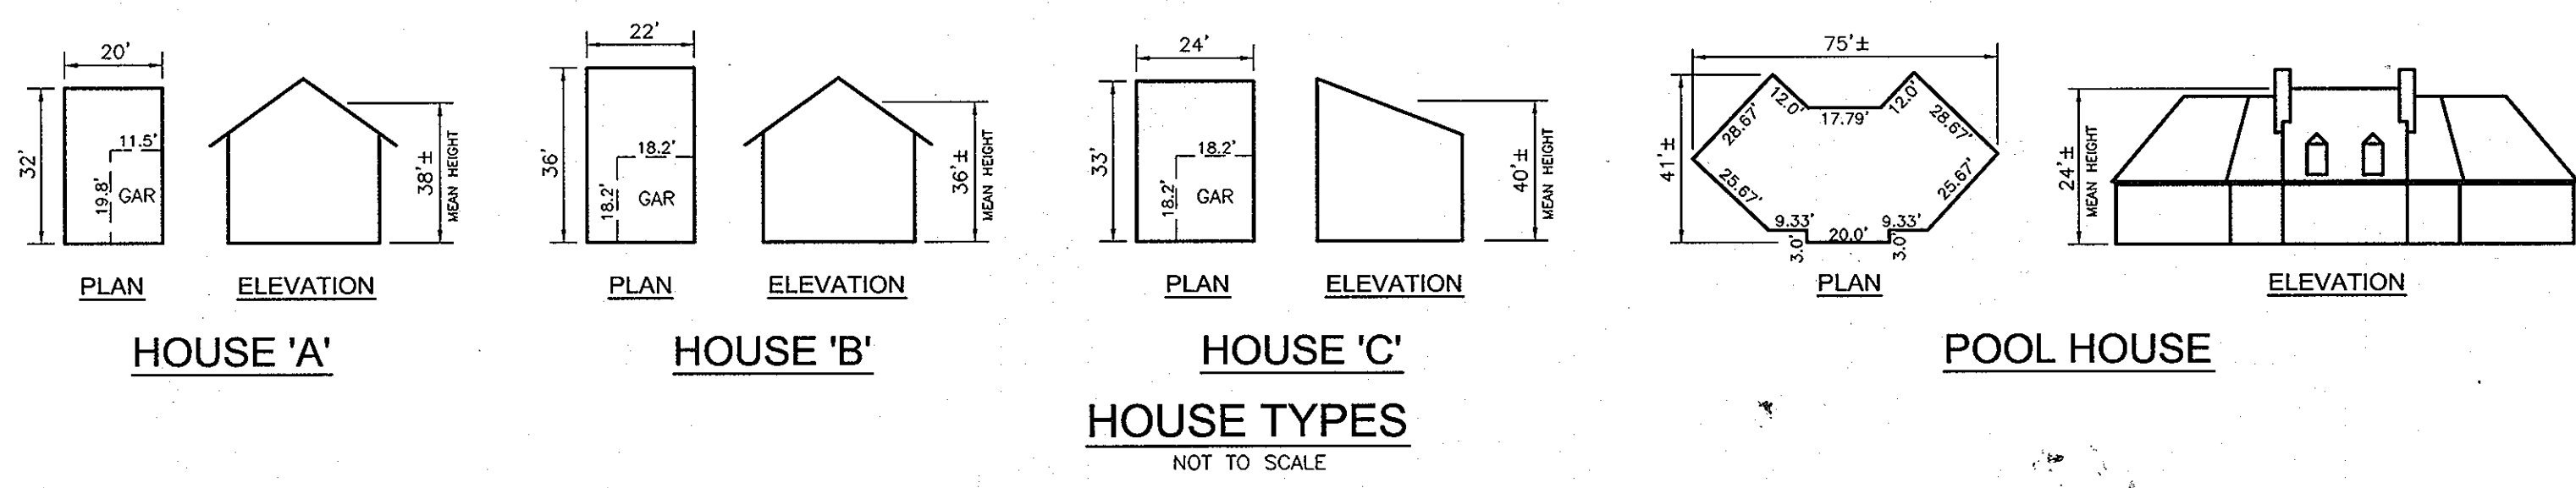 20'
32'
11.5'
19.8'
GAR
38'±
MEAN HEIGHT
PLAN
ELEVATION
HOUSE 'A'
22'
36'
18.2'
18.2'
GAR
36'±
MEAN HEIGHT
PLAN
ELEVATION
HOUSE 'B'
24'
33'
18.2'
18.2'
GAR
40'±
MEAN HEIGHT
PLAN
ELEVATION
HOUSE 'C'
75'±
41'±
12.0'
12.0'
17.79'
28.67'
28.67'
25.67'
25.67'
9.33'
9.33'
20.0'
3.0'
3.0'
PLAN
24'±
MEAN HEIGHT
ELEVATION
POOL HOUSE
HOUSE TYPES
NOT TO SCALE